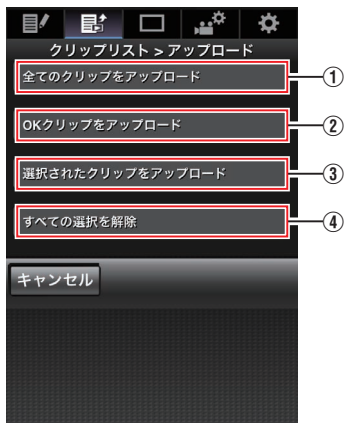 クリップリスト > アップロード
全てのクリップをアップロード ①
OKクリップをアップロード ②
選択されたクリップをアップロード ③
すべての選択を解除 ④
キャンセル